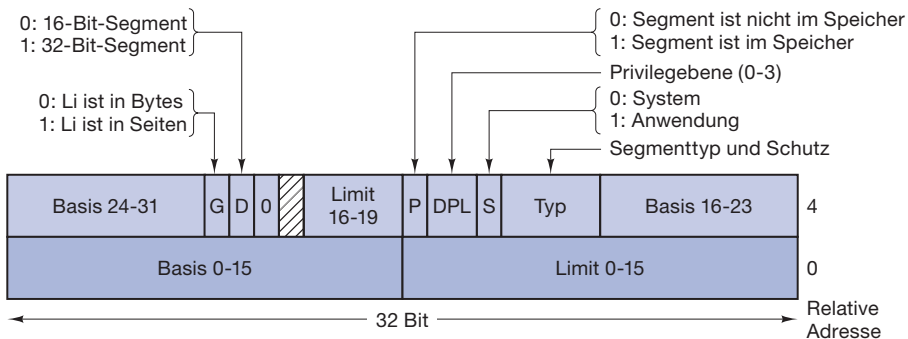 0: 16-Bit-Segment
1: 32-Bit-Segment
0: Segment ist nicht im Speicher
1: Segment ist im Speicher
Privilegebene (0-3)
0: Li ist in Bytes
1: Li ist in Seiten
0: System
1: Anwendung
Segmenttyp und Schutz
Basis 24-31 G D 0 Limit 16-19 P DPL S Typ Basis 16-23 4
Basis 0-15 Limit 0-15 0
32 Bit
Relative
Adresse